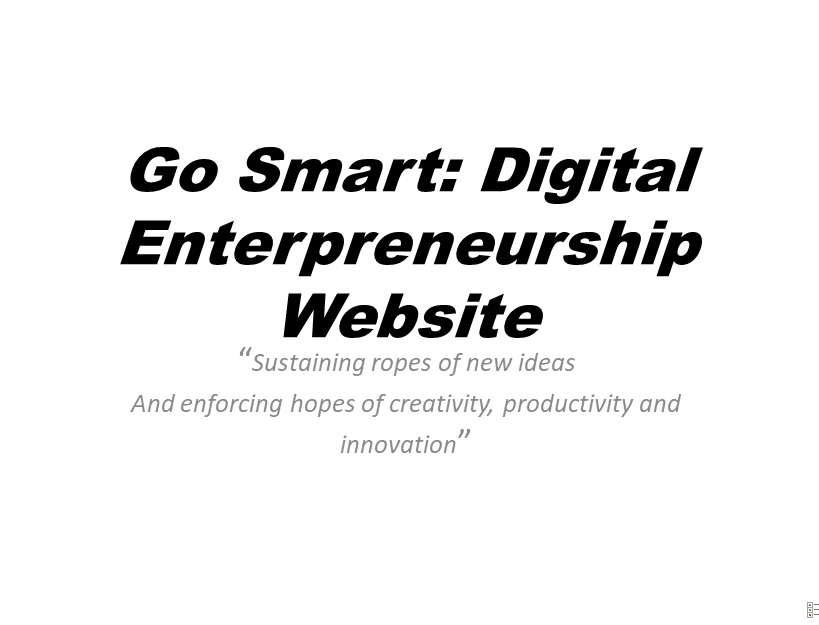 Go Smart: Digital
Enterpreneurship
Website
“Sustaining ropes of new ideas
And enforcing hopes of creativity, productivity and
innovation”